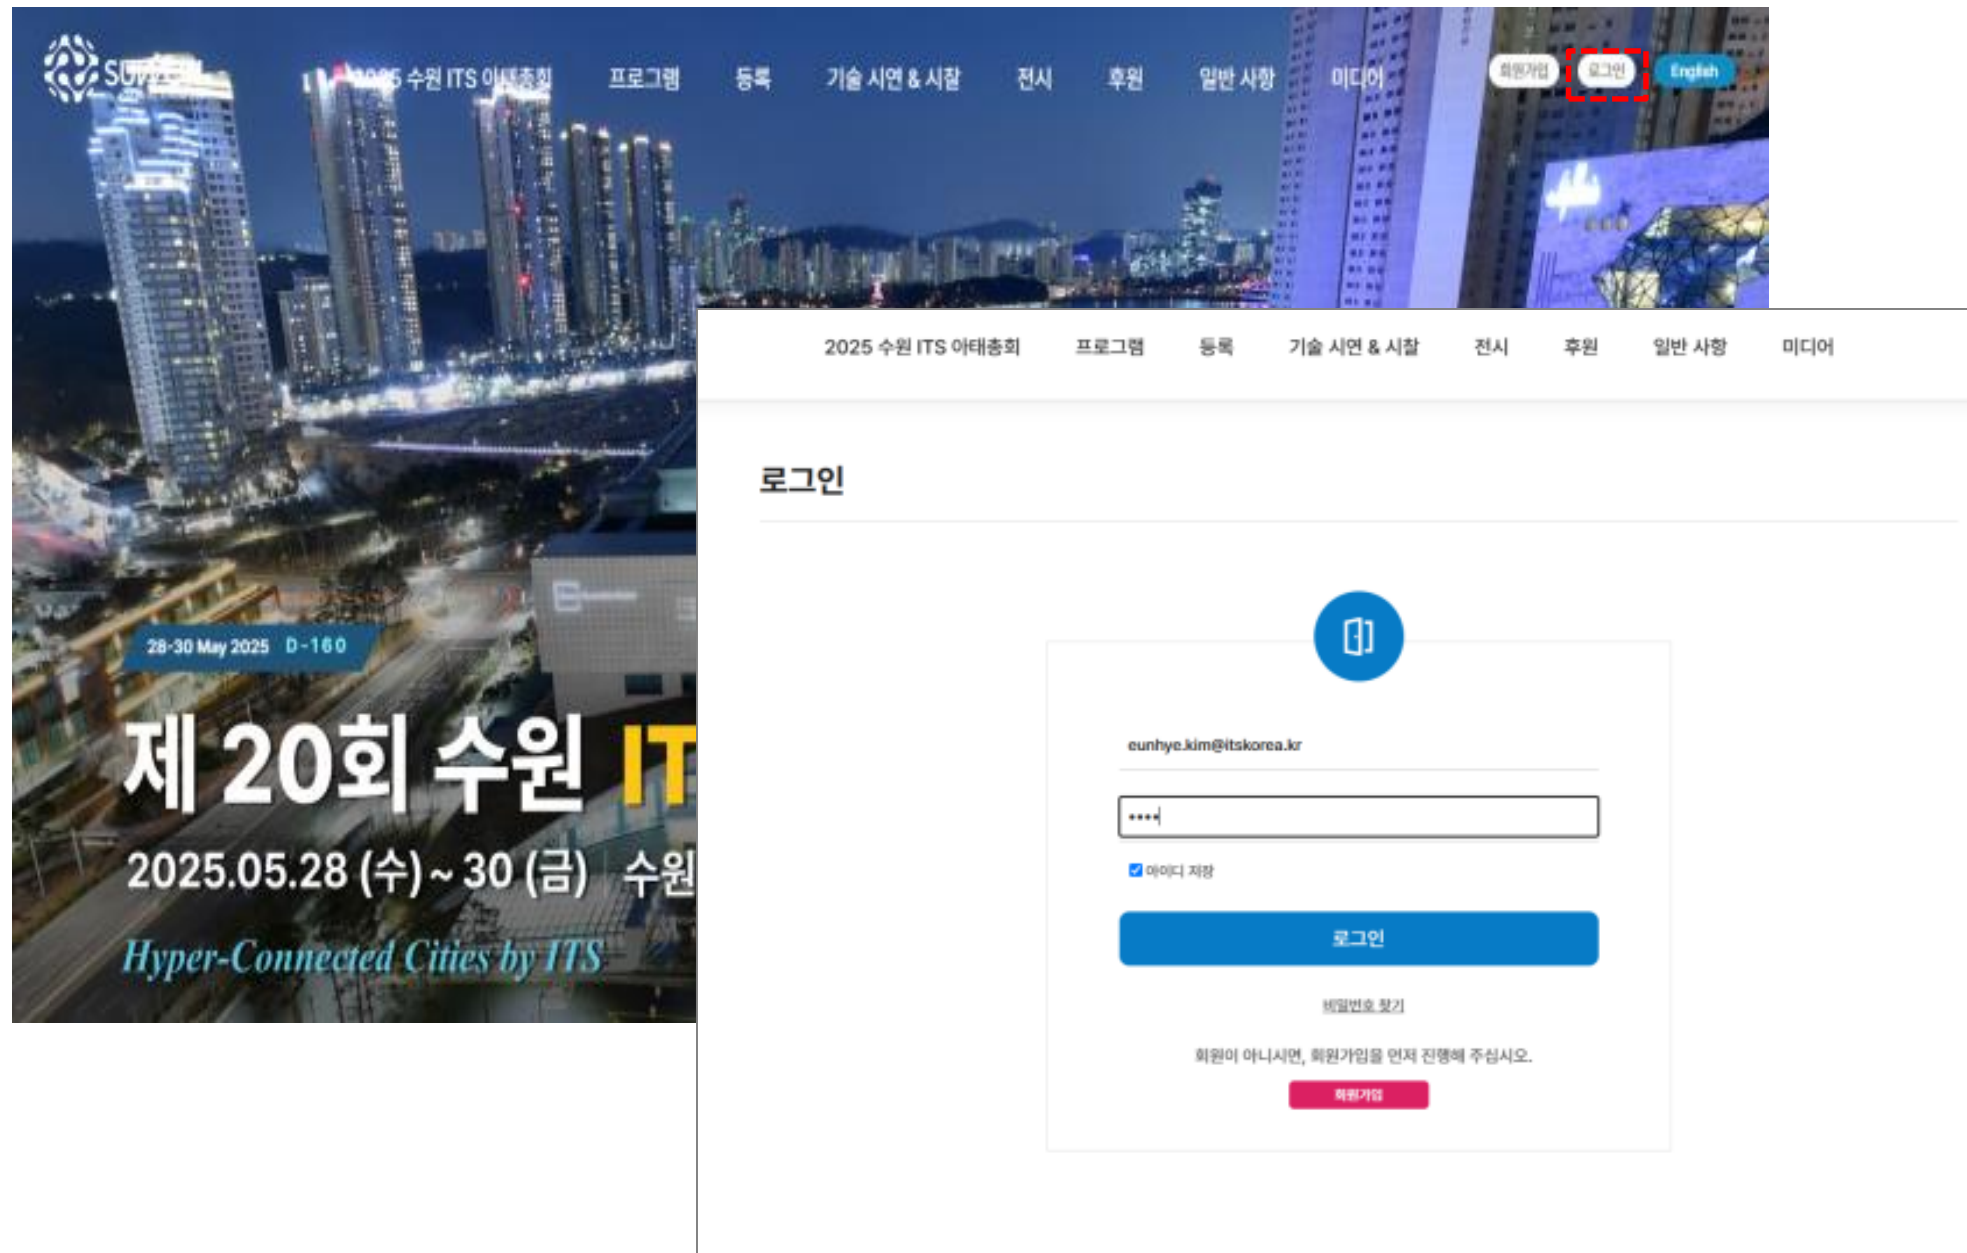 2025 수원 ITS 아태총회 프로그램 등록 기술 시연 & 시찰 전시 후원 일반 사항 미디어 회원가입 로그인 English
28-30 May 2025 D-160
제 20회 수원 IT
2025.05.28 (수) ~ 30 (금) 수원
Hyper-Connected Cities by ITS
2025 수원 ITS 아태총회 프로그램 등록 기술 시연 & 시찰 전시 후원 일반 사항 미디어
로그인
eunhye.kim@itskorea.kr
••••
아이디 저장
로그인
비밀번호 찾기
회원이 아니시면, 회원가입을 먼저 진행해 주십시오.
회원가입